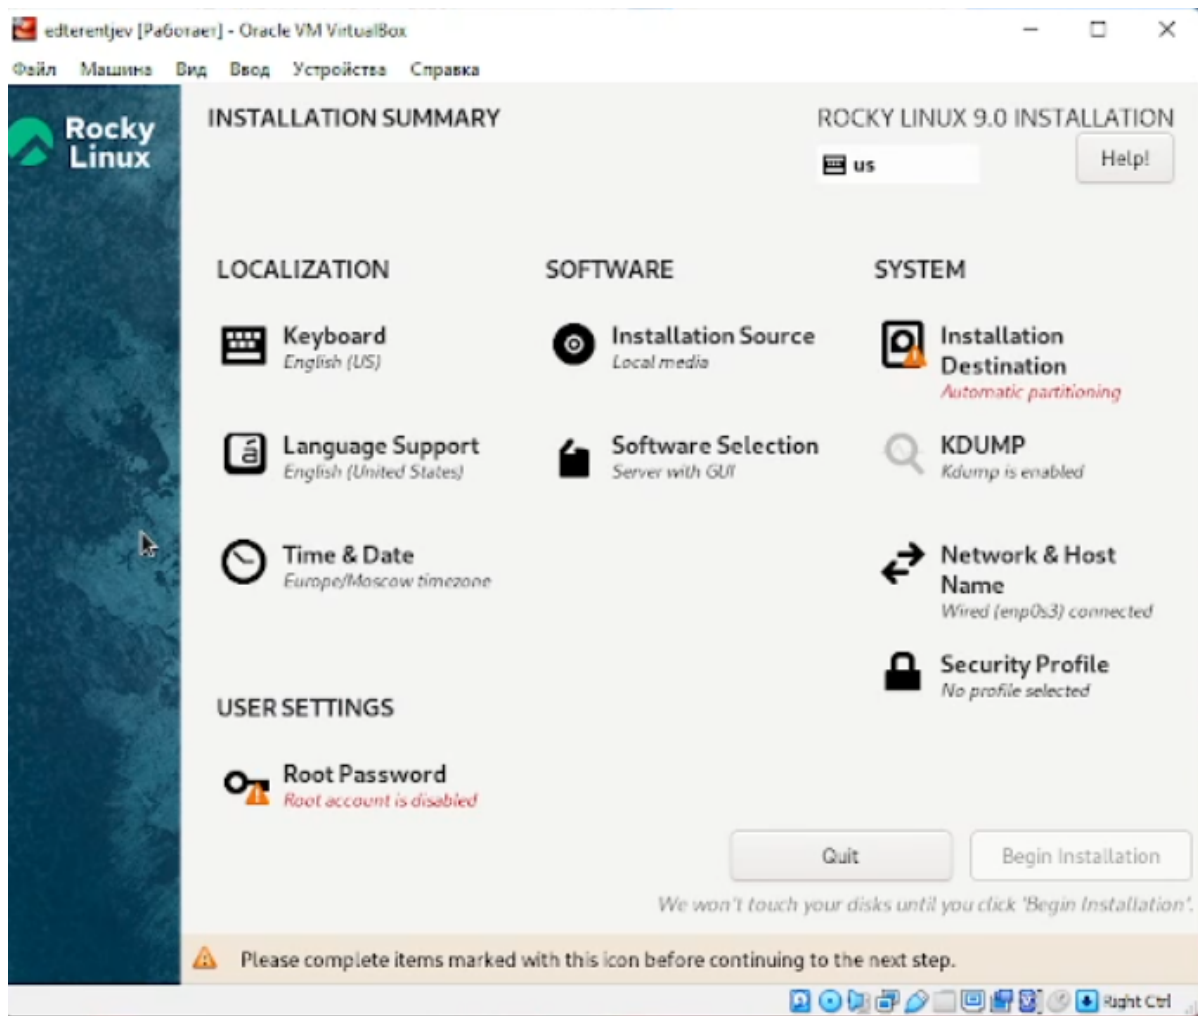 edterentjev [Работает] - Oracle VM VirtualBox
Файл Машина Вид Ввод Устройства Справка
Rocky
Linux
INSTALLATION SUMMARY
ROCKY LINUX 9.0 INSTALLATION
us
Help!
LOCALIZATION
Keyboard
English (US)
Language Support
English (United States)
Time & Date
Europe/Moscow timezone
SOFTWARE
Installation Source
Local media
Software Selection
Server with GUI
SYSTEM
Installation
Destination
Automatic partitioning
KDUMP
Kdump is enabled
Network & Host
Name
Wired (enp0s3) connected
Security Profile
No profile selected
USER SETTINGS
Root Password
Root account is disabled
Quit
Begin Installation
We won't touch your disks until you click 'Begin Installation'.
Please complete items marked with this icon before continuing to the next step.
Right Ctrl